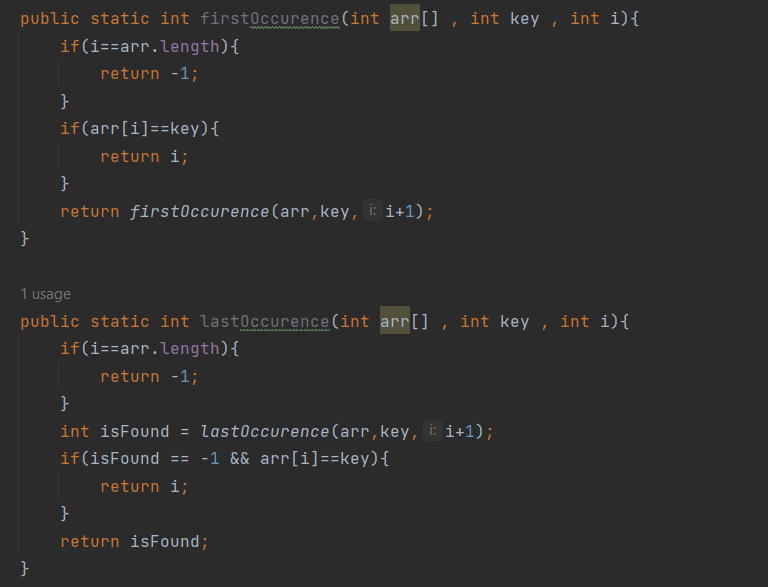 public static int firstOccurence(int arr[] , int key , int i){
if(i==arr.length){
return -1;
}
if(arr[i]==key){
return i;
}
return firstOccurence(arr,key, i: i+1);
}
1 usage
public static int lastOccurence(int arr[] , int key , int i){
if(i==arr.length){
return -1;
}
int isFound = lastOccurence(arr,key, i: i+1);
if(isFound == -1 && arr[i]==key){
return i;
}
return isFound;
}